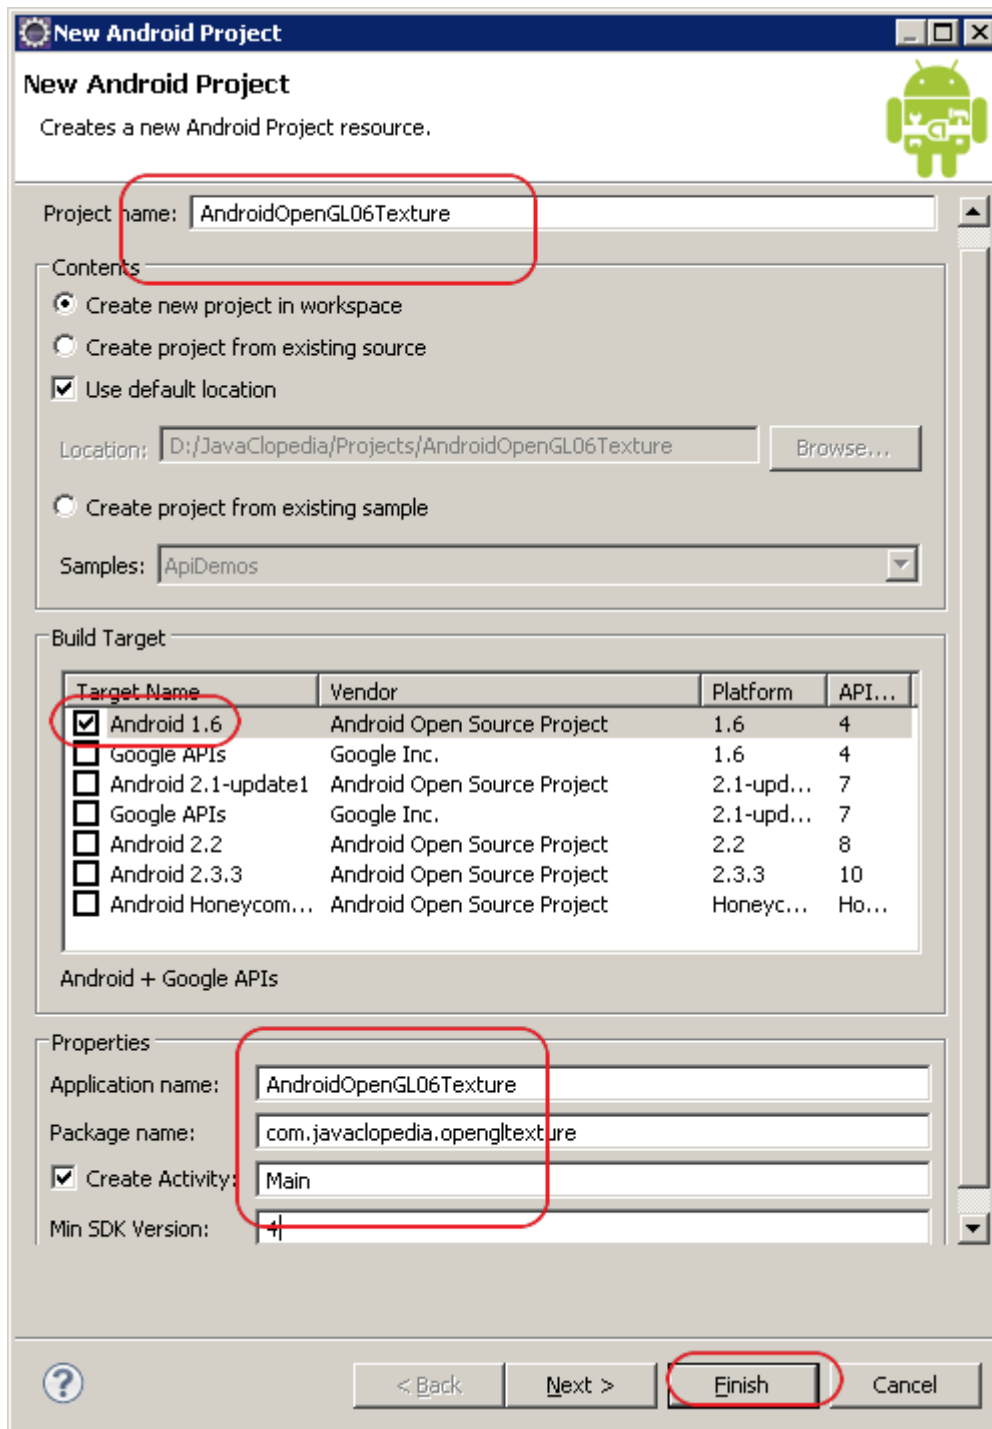 New Android Project
New Android Project
Creates a new Android Project resource.
Project name: AndroidOpenGL06Texture
Contents
Create new project in workspace
Create project from existing source
Use default location
Location: D:/JavaClopedia/Projects/AndroidOpenGL06Texture Browse...
Create project from existing sample
Samples: ApiDemos
Build Target
Target Name Vendor Platform API...
Android 1.6 Android Open Source Project 1.6 4
Google APIs Google Inc. 1.6 4
Android 2.1-update1 Android Open Source Project 2.1-upd... 7
Google APIs Google Inc. 2.1-upd... 7
Android 2.2 Android Open Source Project 2.2 8
Android 2.3.3 Android Open Source Project 2.3.3 10
Android Honeycom... Android Open Source Project Honeyc... Ho...
Android + Google APIs
Properties
Application name: AndroidOpenGL06Texture
Package name: com.javaclopedia.opengltexture
Create Activity: Main
Min SDK Version: 4
? < Back Next > Finish Cancel